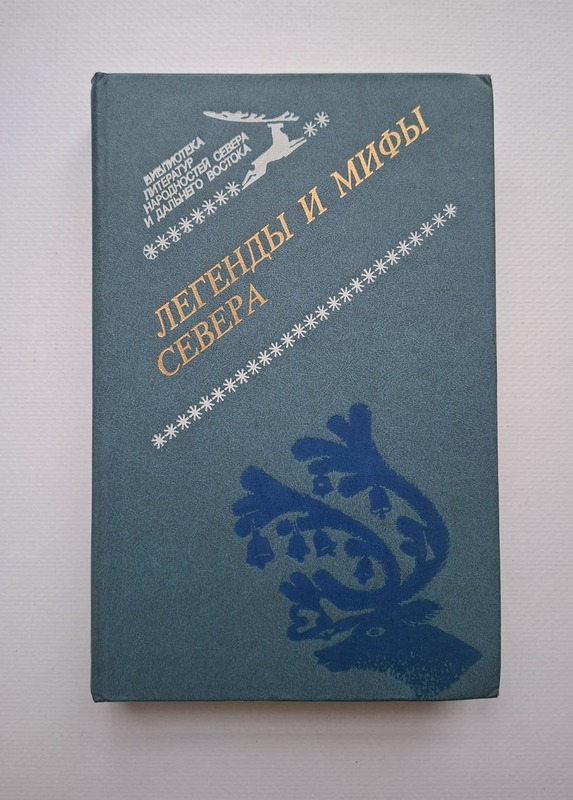 БИБЛИОТЕКА
ЛИТЕРАТУР
НАРОДНОСТЕЙ СЕВЕРА
И ДАЛЬНЕГО ВОСТОКА
ЛЕГЕНДЫ И МИФЫ
СЕВЕРА